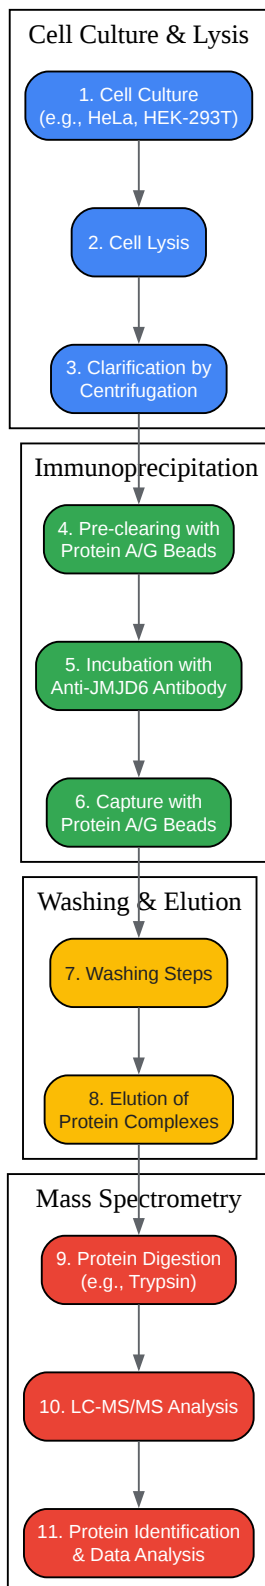 Cell Culture & Lysis
1. Cell Culture
(e.g., HeLa, HEK-293T)
2. Cell Lysis
3. Clarification by
Centrifugation
Immunoprecipitation
4. Pre-clearing with
Protein A/G Beads
5. Incubation with
Anti-JMJD6 Antibody
6. Capture with
Protein A/G Beads
Washing & Elution
7. Washing Steps
8. Elution of
Protein Complexes
Mass Spectrometry
9. Protein Digestion
(e.g., Trypsin)
10. LC-MS/MS Analysis
11. Protein Identification
& Data Analysis